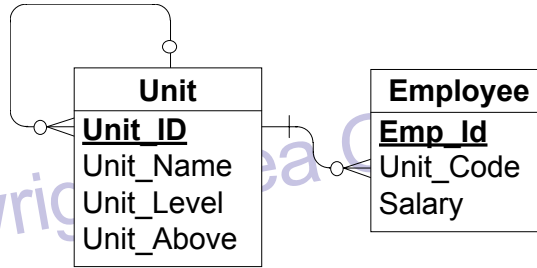 Unit
Unit_ID
Unit_Name
Unit_Level
Unit_Above
Employee
Emp_Id
Unit_Code
Salary